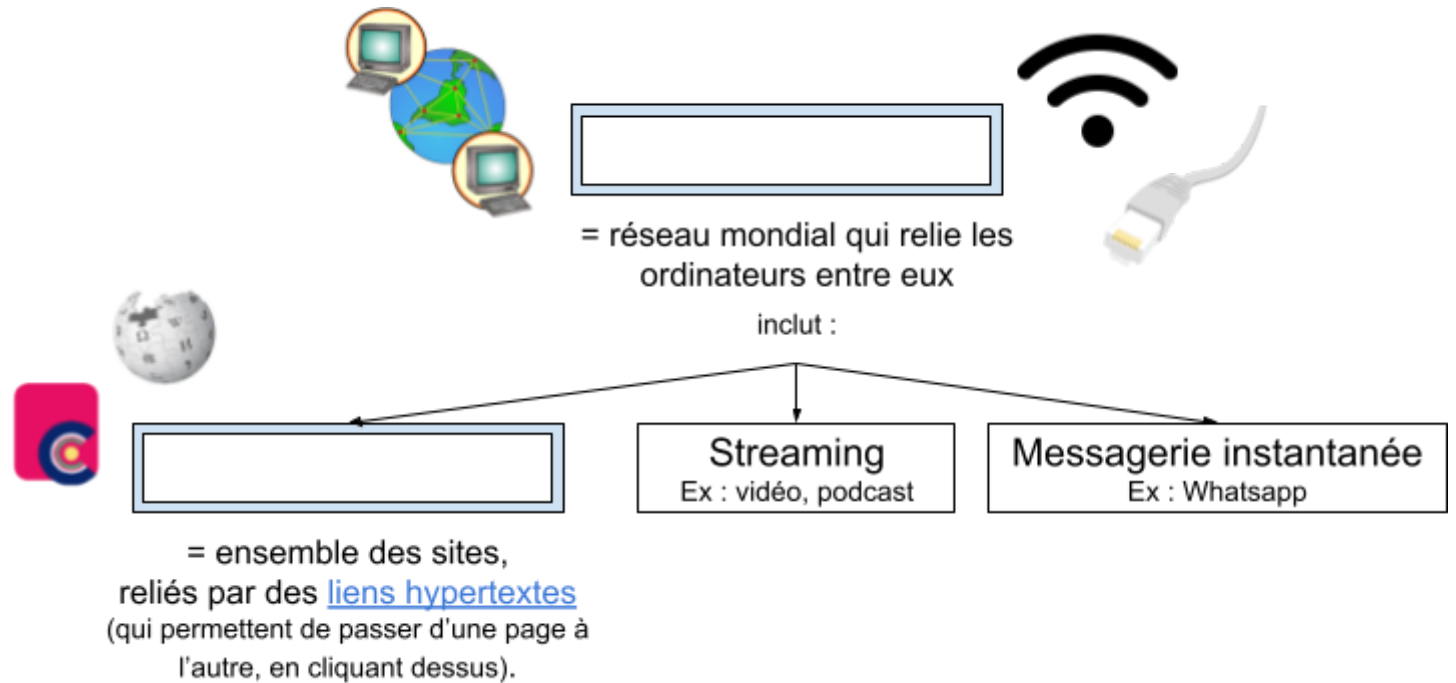 = réseau mondial qui relie les
ordinateurs entre eux
inclut :
Streaming
Ex : vidéo, podcast
Messagerie instantanée
Ex : Whatsapp
= ensemble des sites,
reliés par des liens hypertextes
(qui permettent de passer d’une page à
l’autre, en cliquant dessus).